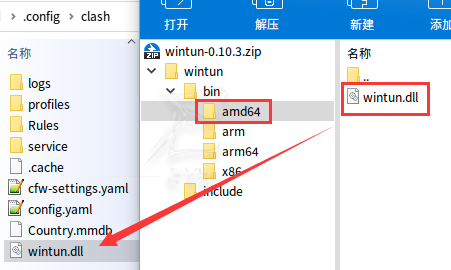 .config › clash
名称
logs
profiles
Rules
service
.cache
cfw-settings.yaml
config.yaml
Country.mmdb
wintun.dll
打开
解压
新建
wintun-0.10.3.zip
wintun
bin
amd64
arm
arm64
x86
include
名称
..
wintun.dll